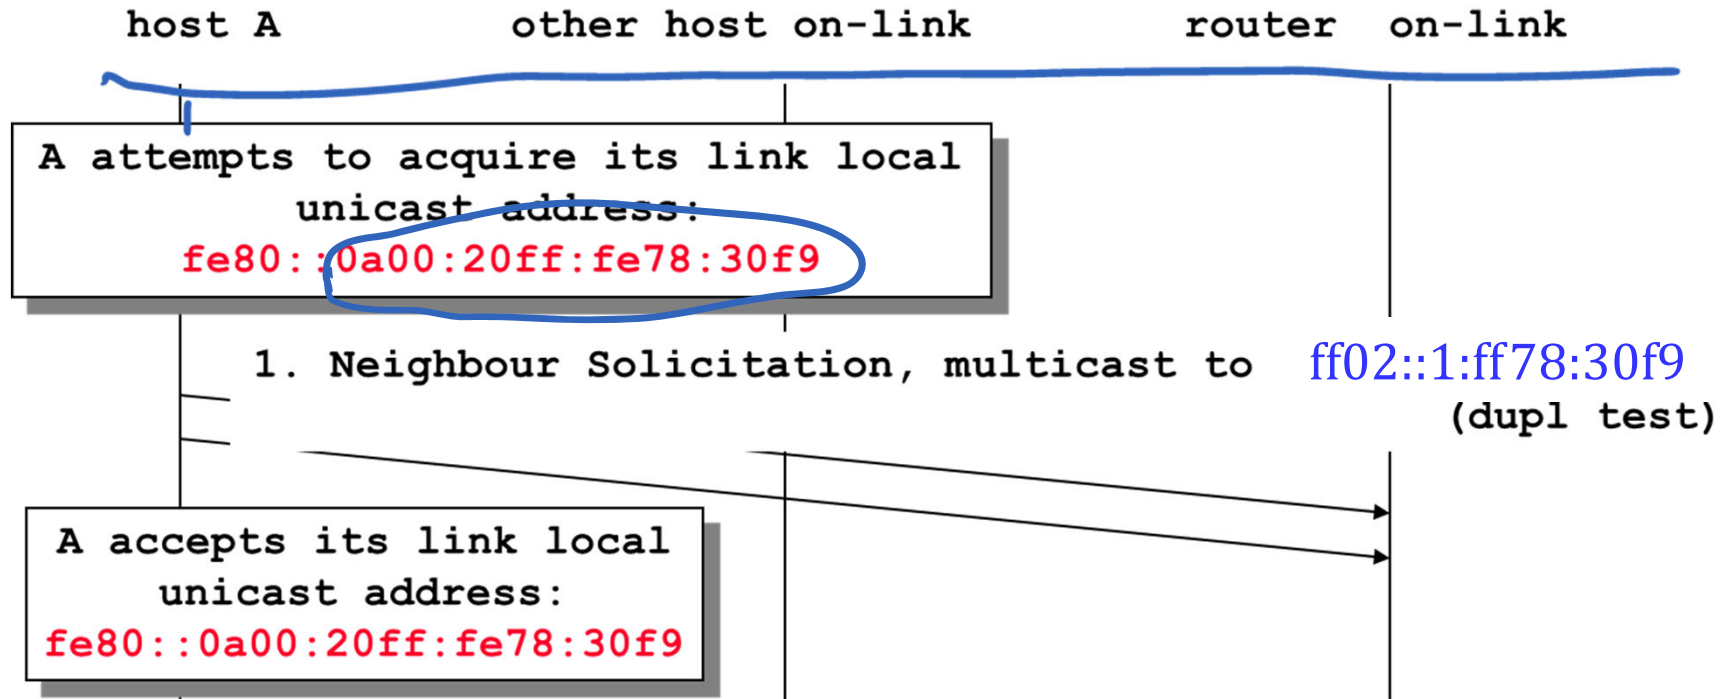 host A other host on-link router on-link
A attempts to acquire its link local
unicast address:
fe80::0a00:20ff:fe78:30f9
1. Neighbour Solicitation, multicast to ff02::1:ff78:30f9
(dupl test)
A accepts its link local
unicast address:
fe80::0a00:20ff:fe78:30f9